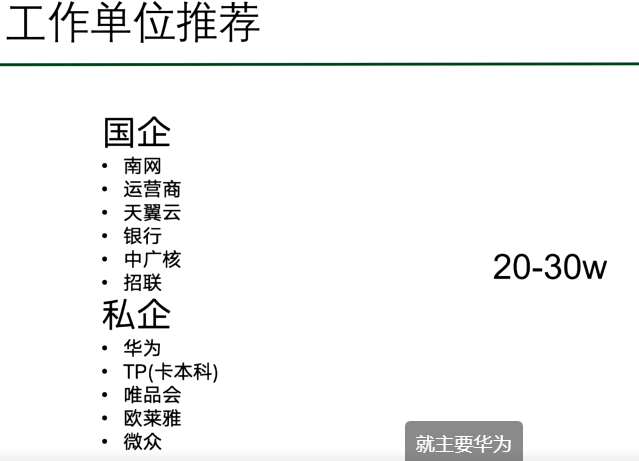 工作单位推荐
国企
• 南网
• 运营商
• 天翼云
• 银行
• 中广核
• 招联
20-30w
私企
• 华为
• TP(卡本科)
• 唯品会
• 欧莱雅
• 微众
就主要华为